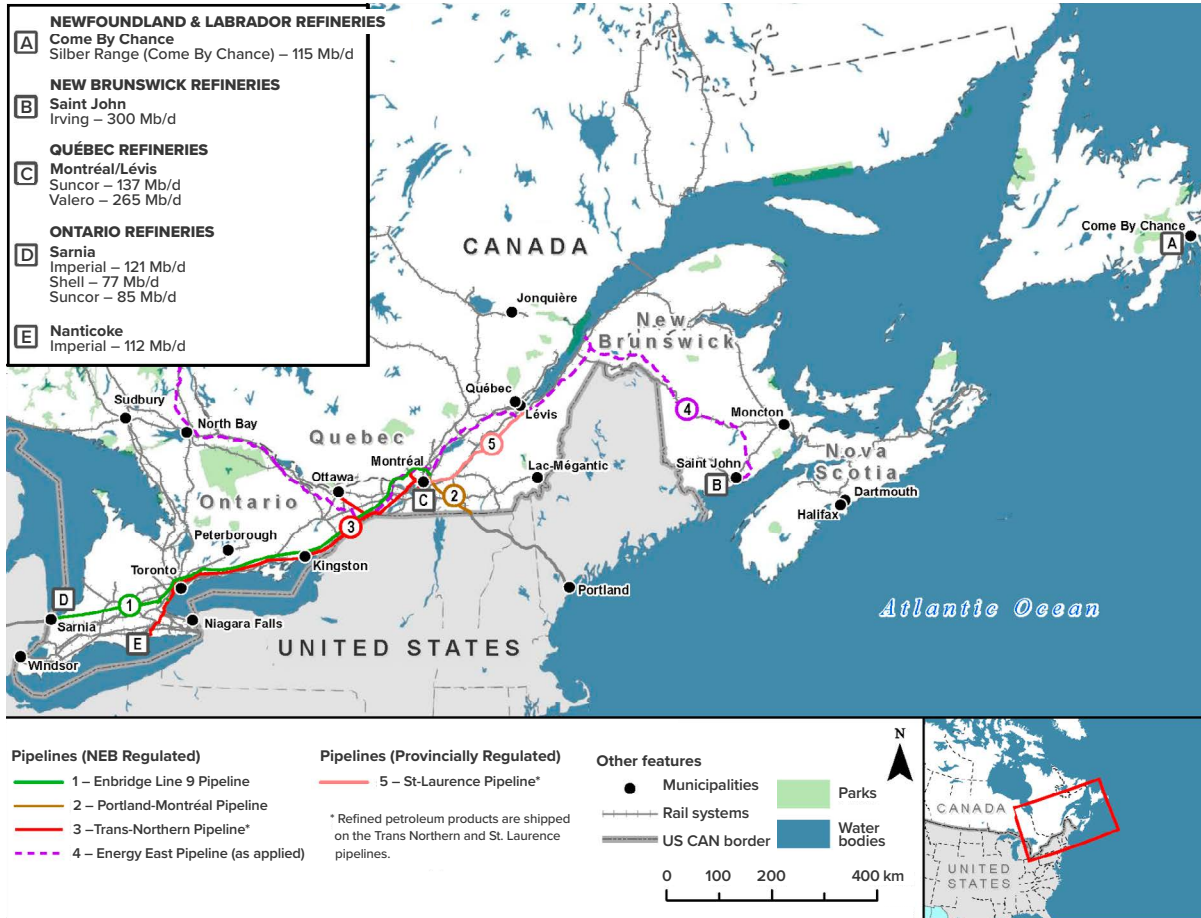 NEWFOUNDLAND & LABRADOR REFINERIES
A
Come By Chance
Silber Range (Come By Chance) – 115 Mb/d
NEW BRUNSWICK REFINERIES
B
Saint John
Irving – 300 Mb/d
QUÉBEC REFINERIES
C
Montréal/Lévis
Suncor – 137 Mb/d
Valero – 265 Mb/d
ONTARIO REFINERIES
D
Sarnia
Imperial – 121 Mb/d
Shell – 77 Mb/d
Suncor – 85 Mb/d
E
Nanticoke
Imperial – 112 Mb/d
CANADA
Come By Chance
A
Jonquière
New
Brunswick
Québec
Lévis
Sudbury
North Bay
Quebec
5
4
Moncton
Montréal
Lac-Mégantic
Nova
Scotia
Ottawa
Saint John
B
C
2
Dartmouth
Halifax
Ontario
3
Peterborough
Kingston
Toronto
Portland
D
1
Sarnia
Niagara Falls
E
Windsor
UNITED STATES
Atlantic Ocean
Pipelines (NEB Regulated)
1 – Enbridge Line 9 Pipeline
2 – Portland-Montréal Pipeline
3 –Trans-Northern Pipeline*
4 – Energy East Pipeline (as applied)
Pipelines (Provincially Regulated)
5 – St-Laurence Pipeline*
* Refined petroleum products are shipped
on the Trans Northern and St. Laurence
pipelines.
Other features
Municipalities
Rail systems
US CAN border
Parks
Water
bodies
N
0 100 200 400 km
CANADA
UNITED
STATES